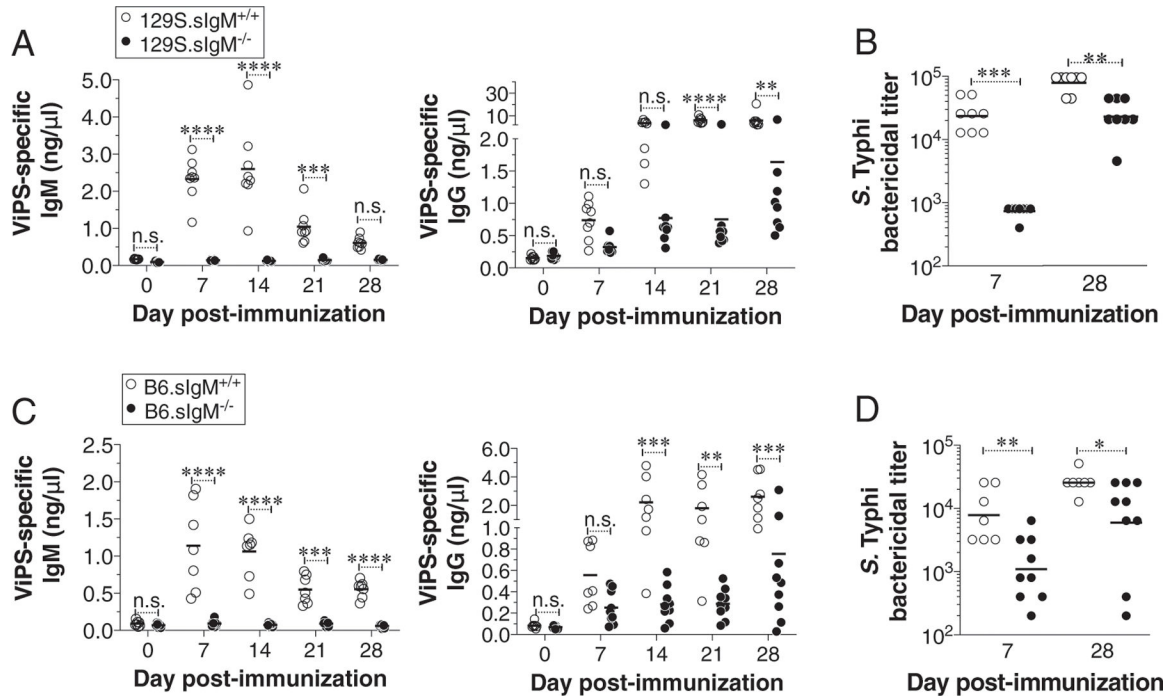 A
○ 129S.sIgM+/+
● 129S.sIgM-/-
ViPS-specific
IgM (ng/µl)
5.0
4.0
3.0
2.0
1.0
0.0
n.s.
****
****
***
n.s.
0 7 14 21 28
Day post-immunization
ViPS-specific
IgG (ng/µl)
30
20
10
2.0
1.5
1.0
0.5
0.0
n.s.
n.s.
n.s.
****
**
0 7 14 21 28
Day post-immunization
B
S. Typhi
bactericidal titer
10^5
10^4
10^3
10^2
***
**
7 28
Day post-immunization
C
○ B6.sIgM+/+
● B6.sIgM-/-
ViPS-specific
IgM (ng/µl)
2.5
2.0
1.5
1.0
0.5
0.0
n.s.
****
****
***
****
0 7 14 21 28
Day post-immunization
ViPS-specific
IgG (ng/µl)
6.0
4.0
2.0
1.0
0.8
0.6
0.4
0.2
0.0
n.s.
n.s.
***
**
***
0 7 14 21 28
Day post-immunization
D
S. Typhi
bactericidal titer
10^5
10^4
10^3
10^2
**
*
7 28
Day post-immunization